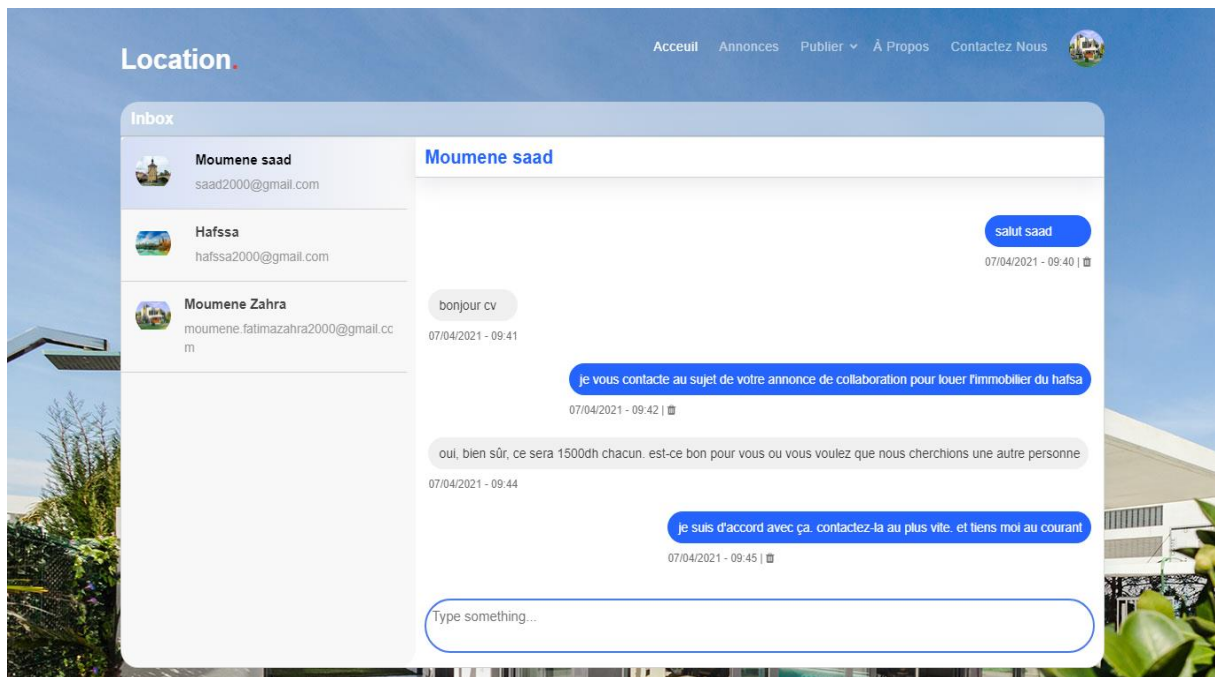 Location.
Acceuil Annonces Publier À Propos Contactez Nous
Inbox
Moumene saad
saad2000@gmail.com
Hafssa
hafssa2000@gmail.com
Moumene Zahra
moumene.fatimazahra2000@gmail.cc
m
Moumene saad
salut saad
07/04/2021 - 09:40 |
bonjour cv
07/04/2021 - 09:41
je vous contacte au sujet de votre annonce de collaboration pour louer l'immobilier du hafsa
07/04/2021 - 09:42 |
oui, bien sûr, ce sera 1500dh chacun. est-ce bon pour vous ou vous voulez que nous cherchions une autre personne
07/04/2021 - 09:44
je suis d'accord avec ça. contactez-la au plus vite. et tiens moi au courant
07/04/2021 - 09:45 |
Type something...